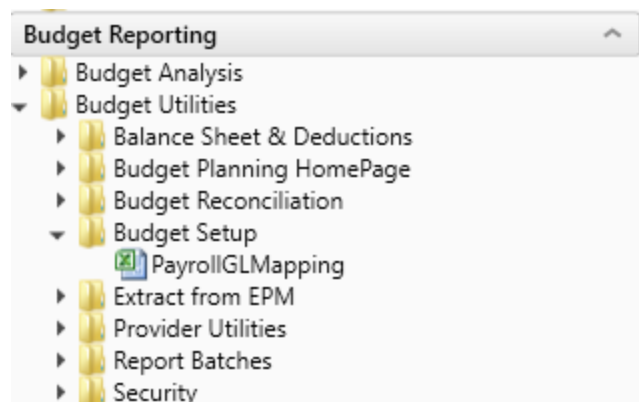 Budget Reporting
Budget Analysis
Budget Utilities
Balance Sheet & Deductions
Budget Planning HomePage
Budget Reconciliation
Budget Setup
PayrollGLMapping
Extract from EPM
Provider Utilities
Report Batches
Security